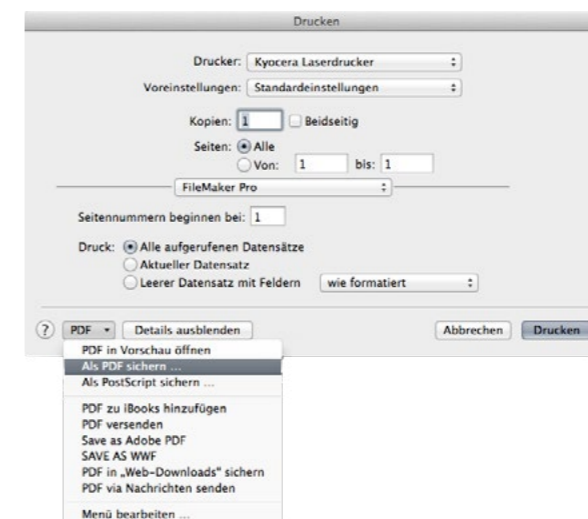 Drucken
Drucker: Kyocera Laserdrucker
Voreinstellungen: Standardeinstellungen
Kopien: 1 Beidseitig
Seiten: Alle
Von: 1 bis: 1
FileMaker Pro
Seitennummern beginnen bei: 1
Druck: Alle aufgerufenen Datensätze
Aktueller Datensatz
Leerer Datensatz mit Feldern wie formatiert
? PDF Details ausblenden Abbrechen Drucken
PDF in Vorschau öffnen
Als PDF sichern ...
Als PostScript sichern ...
PDF zu iBooks hinzufügen
PDF versenden
Save as Adobe PDF
SAVE AS WWF
PDF in „Web-Downloads“ sichern
PDF via Nachrichten senden
Menü bearbeiten ...